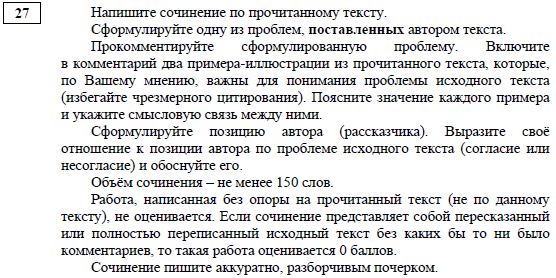 27
Напишите сочинение по прочитанному тексту.
Сформулируйте одну из проблем, поставленных автором текста.
Прокомментируйте сформулированную проблему. Включите
в комментарий два примера-иллюстрации из прочитанного текста, которые,
по Вашему мнению, важны для понимания проблемы исходного текста
(избегайте чрезмерного цитирования). Поясните значение каждого примера
и укажите смысловую связь между ними.
Сформулируйте позицию автора (рассказчика). Выразите своё
отношение к позиции автора по проблеме исходного текста (согласие или
несогласие) и обоснуйте его.
Объём сочинения – не менее 150 слов.
Работа, написанная без опоры на прочитанный текст (не по данному
тексту), не оценивается. Если сочинение представляет собой пересказанный
или полностью переписанный исходный текст без каких бы то ни было
комментариев, то такая работа оценивается 0 баллов.
Сочинение пишите аккуратно, разборчивым почерком.